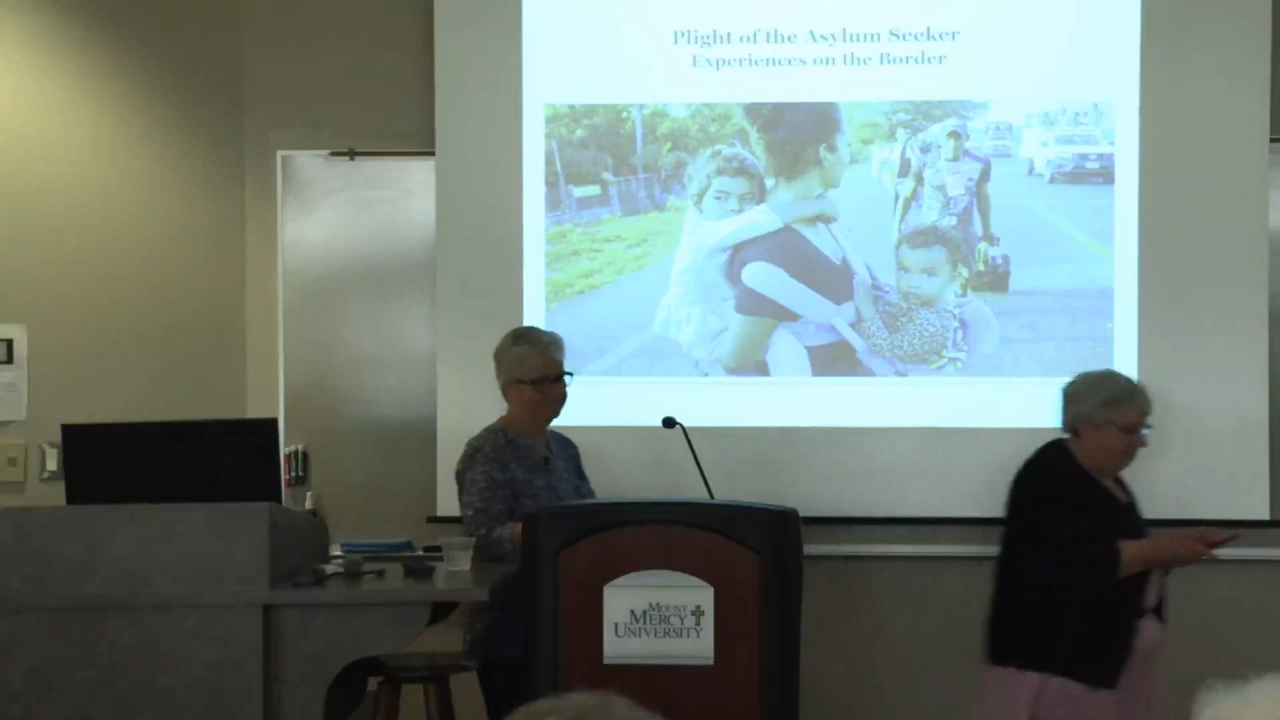 Plight of the Asylum Seeker
Experiences on the Border
MOUNT
MERCY
UNIVERSITY